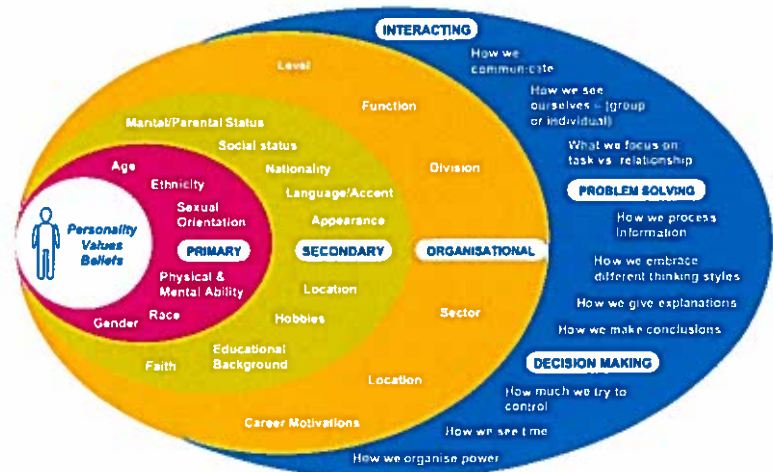 INTERACTING
How we
communicate
How we see
ourselves – (group
or individual)
What we focus on
task vs. relationship
PROBLEM SOLVING
How we process
Information
How we embrace
different thinking styles
How we give explanations
How we make conclusions
DECISION MAKING
How much we try to
control
How we see time
How we organise power
Level
Function
Division
ORGANISATIONAL
Sector
Location
Career Motivations
Marital/Parental Status
Social status
Nationality
Language/Accent
Appearance
SECONDARY
Location
Hobbies
Educational
Background
Faith
Age
Ethnicity
Sexual
Orientation
PRIMARY
Physical &
Mental Ability
Race
Gender
Personality
Values
Beliefs